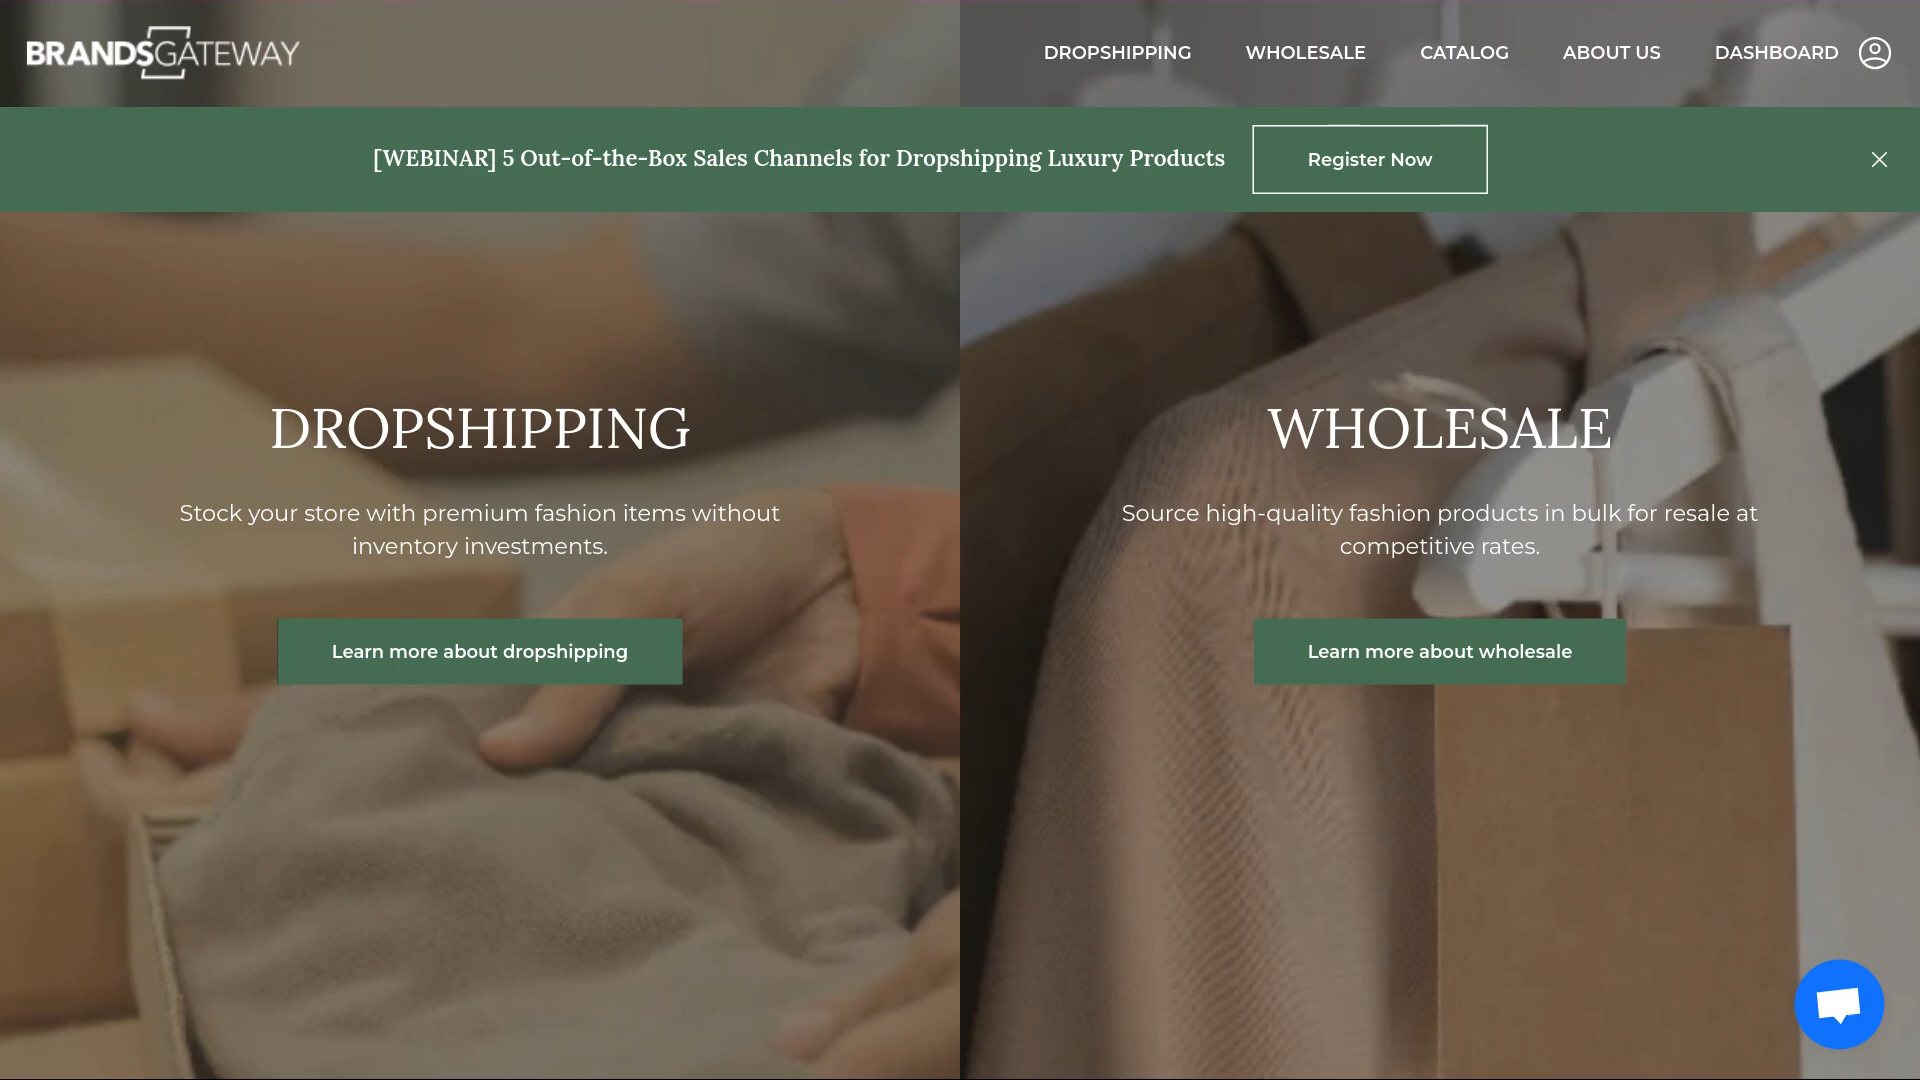 BRANDSGATEWAY
DROPSHIPPING WHOLESALE CATALOG ABOUT US DASHBOARD
[WEBINAR] 5 Out-of-the-Box Sales Channels for Dropshipping Luxury Products
Register Now
DROPSHIPPING
Stock your store with premium fashion items without
inventory investments.
Learn more about dropshipping
WHOLESALE
Source high-quality fashion products in bulk for resale at
competitive rates.
Learn more about wholesale